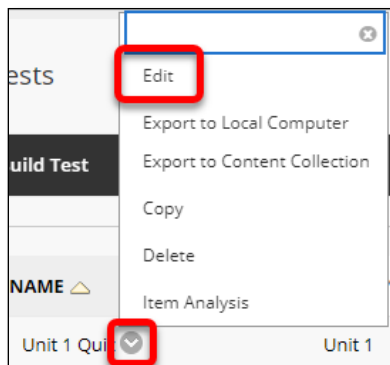 ests
Edit
Export to Local Computer
uild Test
Export to Content Collection
Copy
Delete
NAME
Item Analysis
Unit 1 Qui
Unit 1